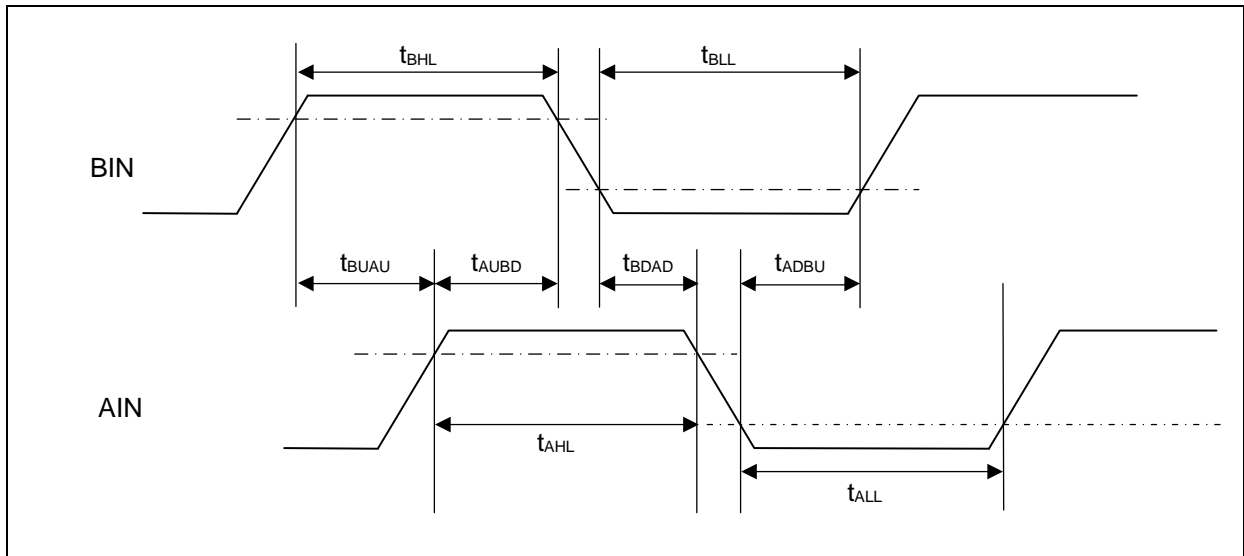 tBHL tBLL
BIN
tBUAU tAUBD tBDAD tADBU
AIN
tAHL
tALL